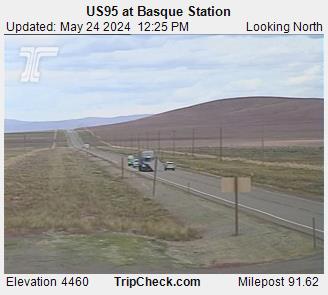 US95 at Basque Station
Updated: May 24 2024 12:25 PM Looking North
Elevation 4460 TripCheck.com Milepost 91.62